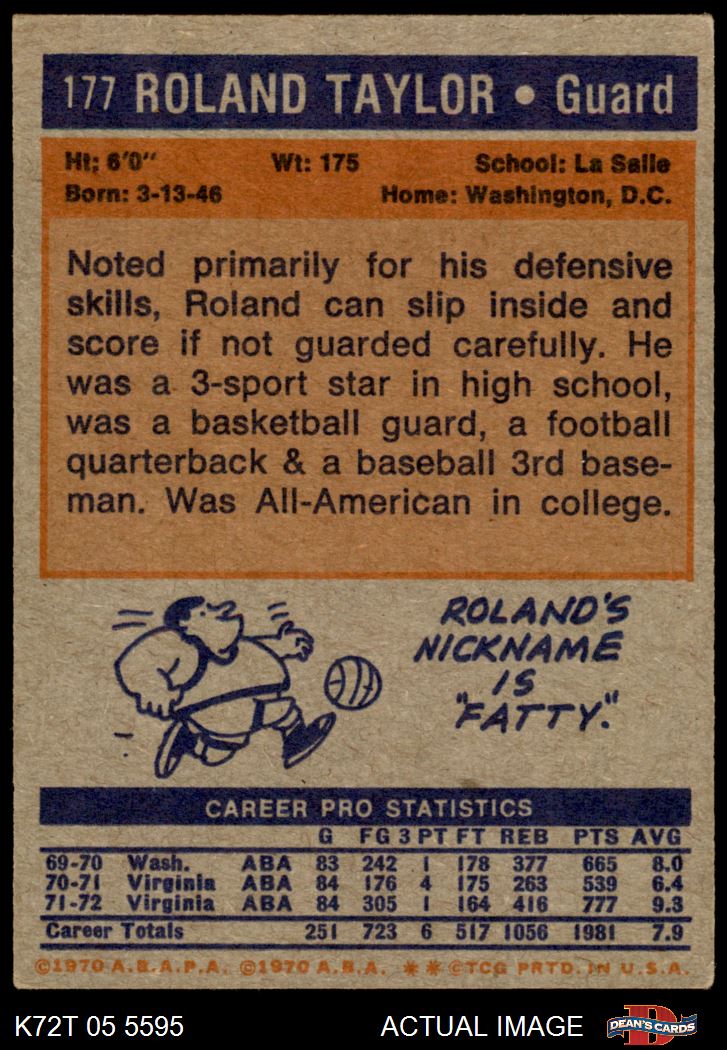 177 ROLAND TAYLOR • Guard
Ht: 6'0" Wt: 175 School: La Salle
Born: 3-13-46 Home: Washington, D.C.
Noted primarily for his defensive
skills, Roland can slip inside and
score if not guarded carefully. He
was a 3-sport star in high school,
was a basketball guard, a football
quarterback & a baseball 3rd base-
man. Was All-American in college.
ROLAND'S
NICKNAME
IS
"FATTY."
CAREER PRO STATISTICS
G FG 3 PT FT REB PTS AVG
69-70 Wash. ABA 83 242 1 178 377 665 8.0
70-71 Virginia ABA 84 176 4 175 263 539 6.4
71-72 Virginia ABA 84 305 1 164 416 777 9.3
Career Totals 251 723 6 517 1056 1981 7.9
©1970 A.B.A.P.A. ©1970 A.B.A. ** ©TCG PRTD. IN U.S.A.
K72T 05 5595 ACTUAL IMAGE D DEAN'S CARDS